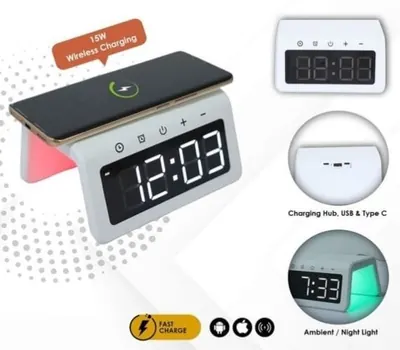 15W
Wireless Charging
12:03
88:88
Charging Hub, USB & Type C
7:33
Ambient / Night Light
FAST
CHARGE